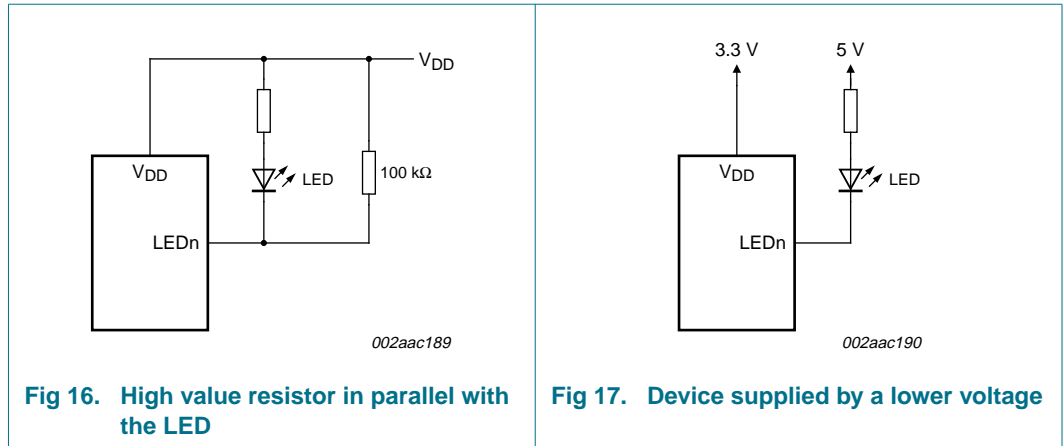 VDD
VDD
100 kΩ
LED
LEDn
002aac189
Fig 16. High value resistor in parallel with
the LED
3.3 V
5 V
VDD
LED
LEDn
002aac190
Fig 17. Device supplied by a lower voltage